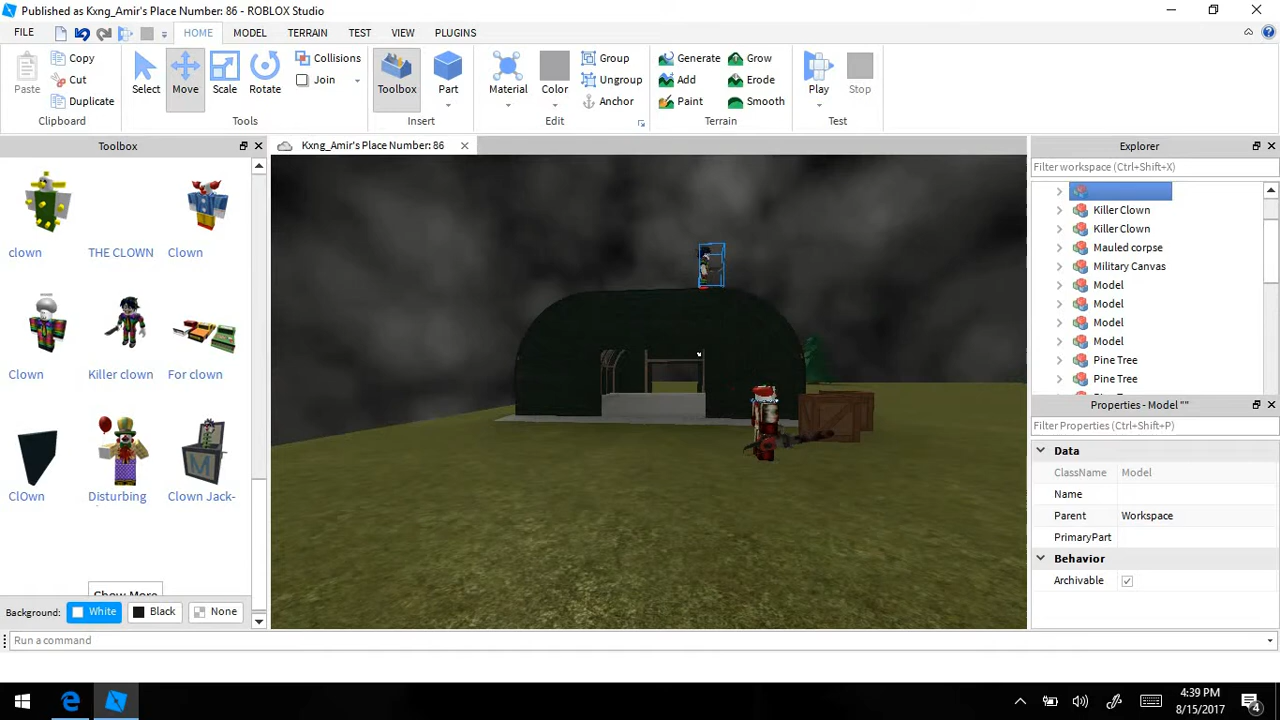 Published as Kxng_Amir's Place Number: 86 - ROBLOX Studio
FILE HOME MODEL TERRAIN TEST VIEW PLUGINS
Paste
Copy
Cut
Duplicate
Clipboard
Select
Move
Scale
Rotate
Collisions
Join
Tools
Toolbox
Part
Insert
Material
Color
Group
Ungroup
Anchor
Edit
Generate
Add
Paint
Grow
Erode
Smooth
Terrain
Play
Stop
Test
Toolbox
clown THE CLOWN Clown
Clown Killer clown For clown
M
ClOwn Disturbing Clown Jack-
Show More
Background: White Black None
Kxng_Amir's Place Number: 86
Explorer
Filter workspace (Ctrl+Shift+X)
Killer Clown
Killer Clown
Mauled corpse
Military Canvas
Model
Model
Model
Model
Pine Tree
Pine Tree
Properties - Model ""
Filter Properties (Ctrl+Shift+P)
Data
ClassName Model
Name
Parent Workspace
PrimaryPart
Behavior
Archivable
Run a command
4:39 PM
8/15/2017
4